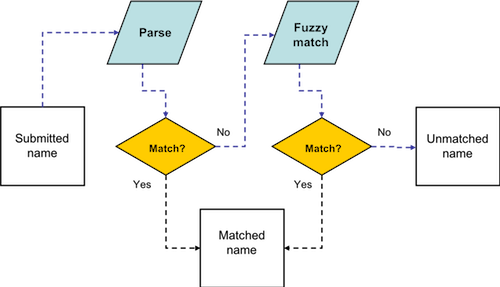 Parse
Fuzzy
match
Submitted
name
Match?
No
Match?
No
Unmatched
name
Yes
Yes
Matched
name